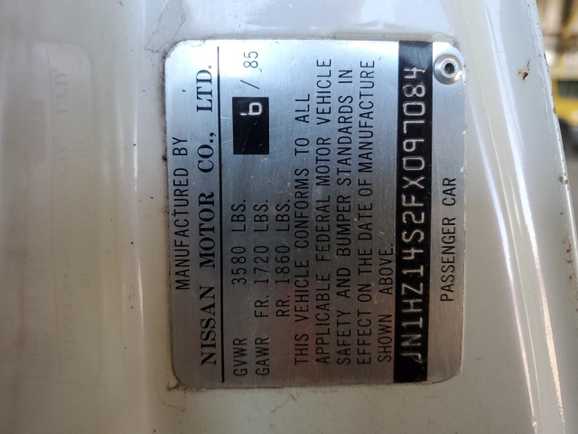 MANUFACTURED BY
NISSAN MOTOR CO., LTD.
6 / 85
GVWR 3580 LBS.
GAWR FR. 1720 LBS.
RR. 1860 LBS.
THIS VEHICLE CONFORMS TO ALL
APPLICABLE FEDERAL MOTOR VEHICLE
SAFETY AND BUMPER STANDARDS IN
EFFECT ON THE DATE OF MANUFACTURE
SHOWN ABOVE.
JN1HZ14S2FX097084
PASSENGER CAR